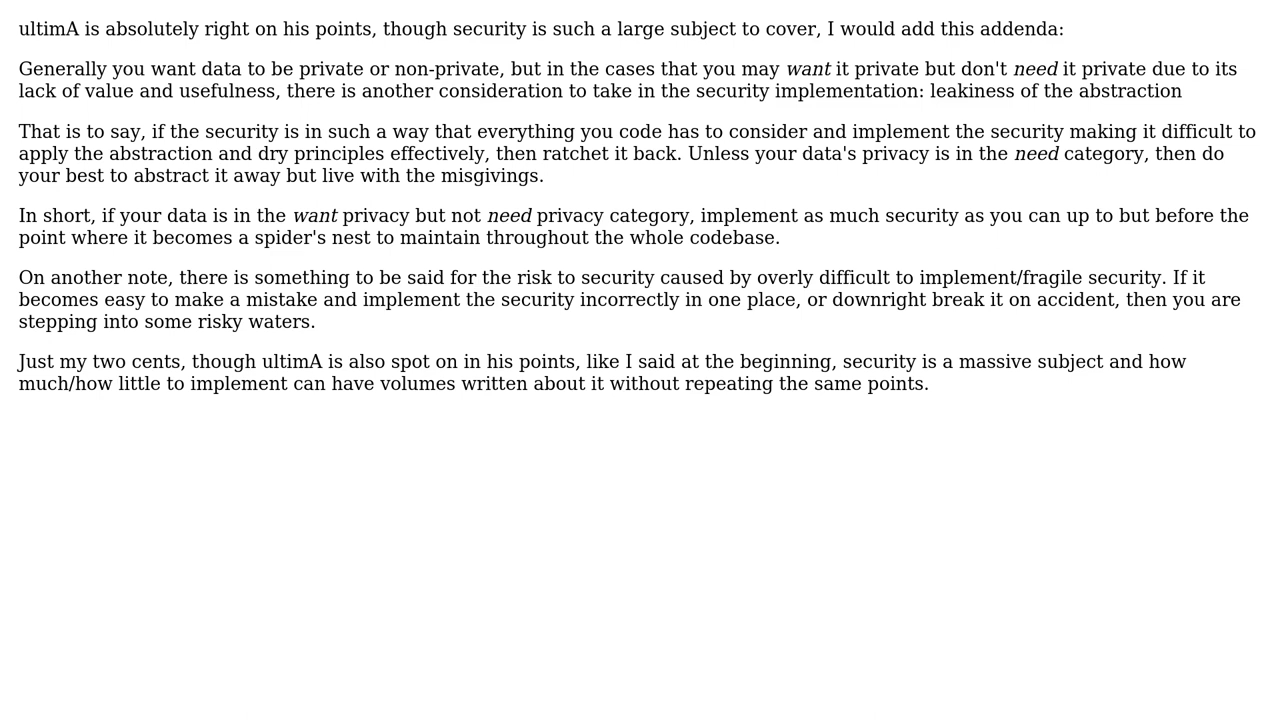 ultimA is absolutely right on his points, though security is such a large subject to cover, I would add this addenda:
Generally you want data to be private or non-private, but in the cases that you may want it private but don't need it private due to its
lack of value and usefulness, there is another consideration to take in the security implementation: leakiness of the abstraction
That is to say, if the security is in such a way that everything you code has to consider and implement the security making it difficult to
apply the abstraction and dry principles effectively, then ratchet it back. Unless your data's privacy is in the need category, then do
your best to abstract it away but live with the misgivings.
In short, if your data is in the want privacy but not need privacy category, implement as much security as you can up to but before the
point where it becomes a spider's nest to maintain throughout the whole codebase.
On another note, there is something to be said for the risk to security caused by overly difficult to implement/fragile security. If it
becomes easy to make a mistake and implement the security incorrectly in one place, or downright break it on accident, then you are
stepping into some risky waters.
Just my two cents, though ultimA is also spot on in his points, like I said at the beginning, security is a massive subject and how
much/how little to implement can have volumes written about it without repeating the same points.